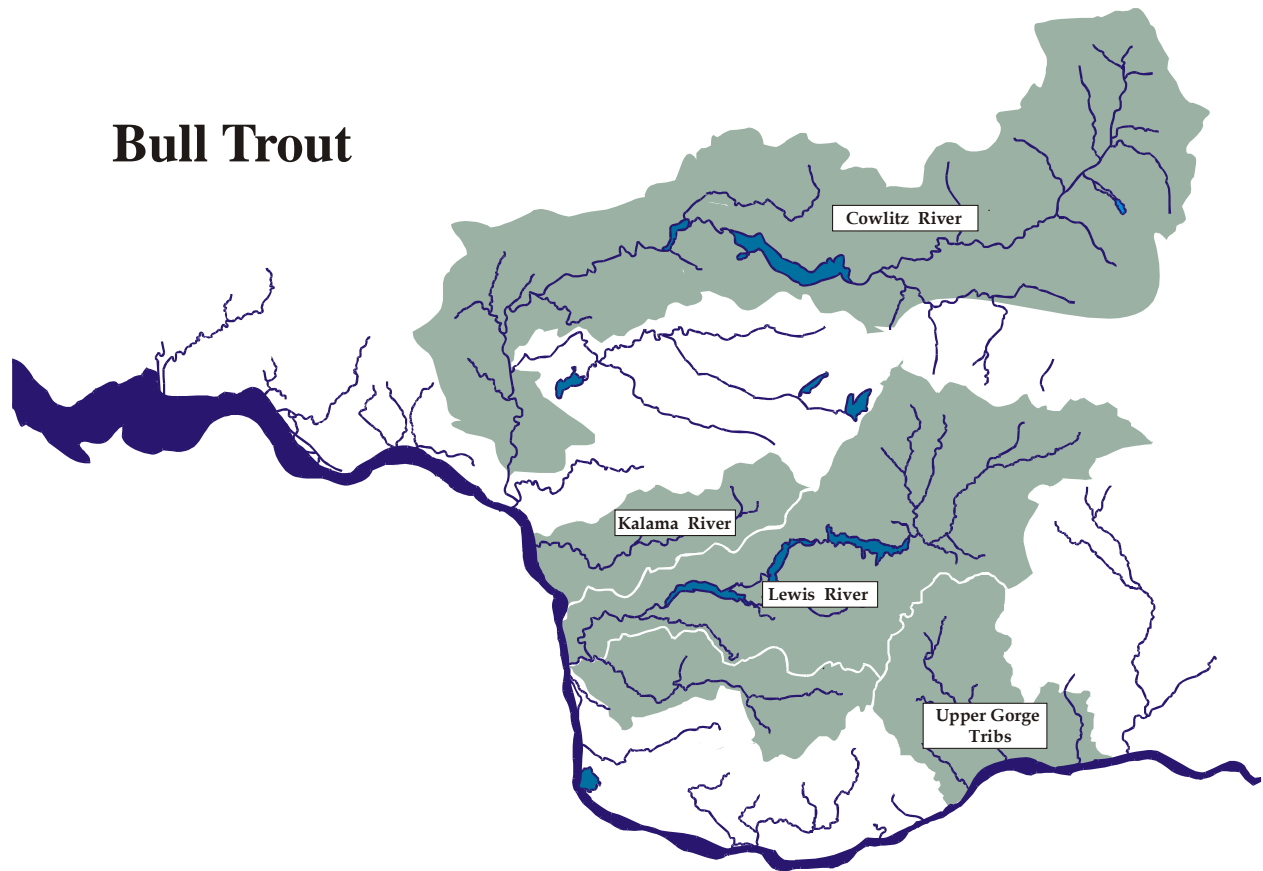 Bull Trout
Cowlitz River
Kalama River
Lewis River
Upper Gorge
Tribs